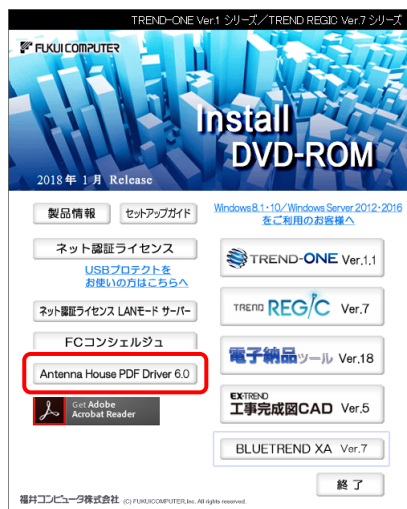 TREND-ONE Ver.1 シリーズ／TREND REGIC Ver.7 シリーズ
FUKUI COMPUTER
Install
DVD-ROM
2018年 1月 Release
製品情報
セットアップガイド
Windows8.1・10／Windows Server 2012・2016
をご利用のお客様へ
ネット認証ライセンス
USBプロテクトを
お使いの方はこちらへ
ネット認証ライセンス LANモード サーバー
FCコンシェルジュ
Antenna House PDF Driver 6.0
Get Adobe
Acrobat Reader
TREND-ONE Ver.1.1
TREND REGIC Ver.7
電子納品ツール Ver.18
EX-TREND
工事完成図CAD Ver.5
BLUETREND XA Ver.7
終了
福井コンピュータ株式会社 (C) FUKUICOMPUTER, Inc. All rights reserved.